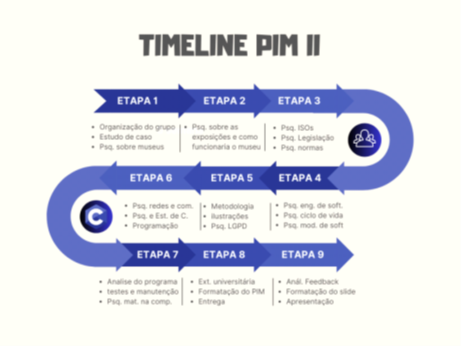 TIMELINE PIM II
ETAPA 1
ETAPA 2
ETAPA 3
• Organização do grupo
• Estudo de caso
• Psq. sobre museus
• Psq. sobre as
exposições e como
funcionaria o museu
• Psq. ISOs
• Psq. Legislação
• Psq. normas
ETAPA 6
ETAPA 5
ETAPA 4
• Psq. redes e com.
• Psq. e Est. de C.
• Programação
• Metodologia
• ilustrações
• Psq. LGPD
• Psq. eng. de soft.
• Psq. ciclo de vida
• Psq. mod. de soft
C
ETAPA 7
ETAPA 8
ETAPA 9
• Analise do programa
• testes e manutenção
• Psq. mat. na comp.
• Ext. universitária
• Formatação do PIM
• Entrega
• Anál. Feedback
• Formatação do slide
• Apresentação